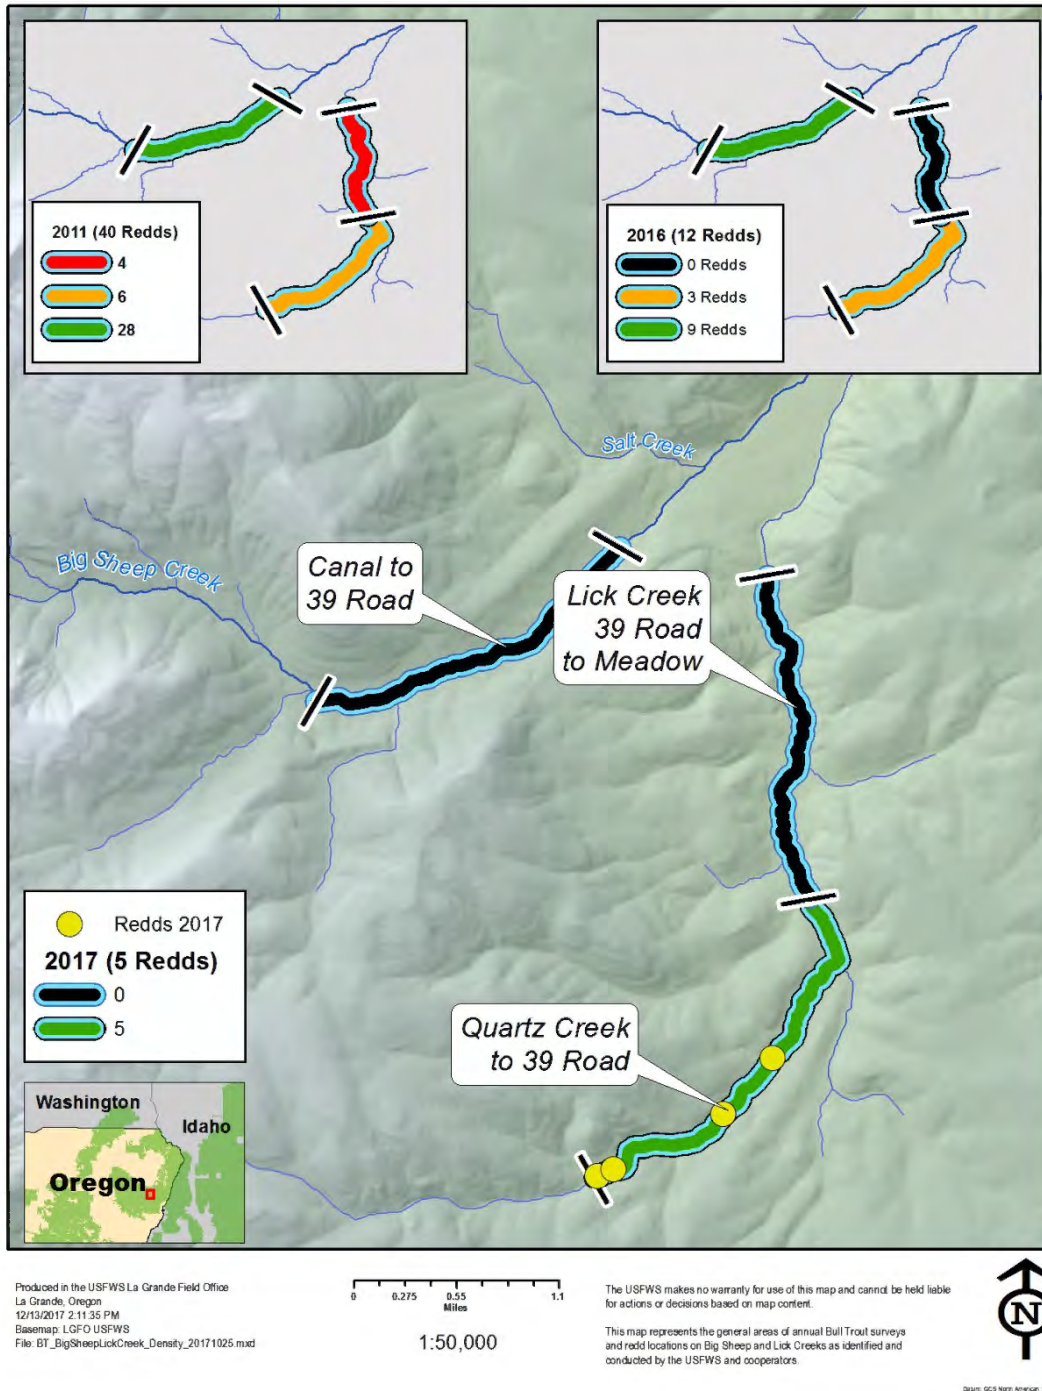 2011 (40 Redds)
4
6
28
2016 (12 Redds)
0 Redds
3 Redds
9 Redds
Salt Creek
Big Sheep Creek
Canal to
39 Road
Lick Creek
39 Road
to Meadow
Redds 2017
2017 (5 Redds)
0
5
Quartz Creek
to 39 Road
Washington
Idaho
Oregon
Produced in the USFWS La Grande Field Office
La Grande, Oregon
12/13/2017 2:11:35 PM
Basemap: LGFO USFWS
File: BT_BigSheepLickCreek_Density_20171025.mxd
0 0.275 0.55 1.1
Miles
1:50,000
The USFWS makes no warranty for use of this map and cannot be held liable
for actions or decisions based on map content.
This map represents the general areas of annual Bull Trout surveys
and redd locations on Big Sheep and Lick Creeks as identified and
conducted by the USFWS and cooperators.
N
Datum: GCS North American